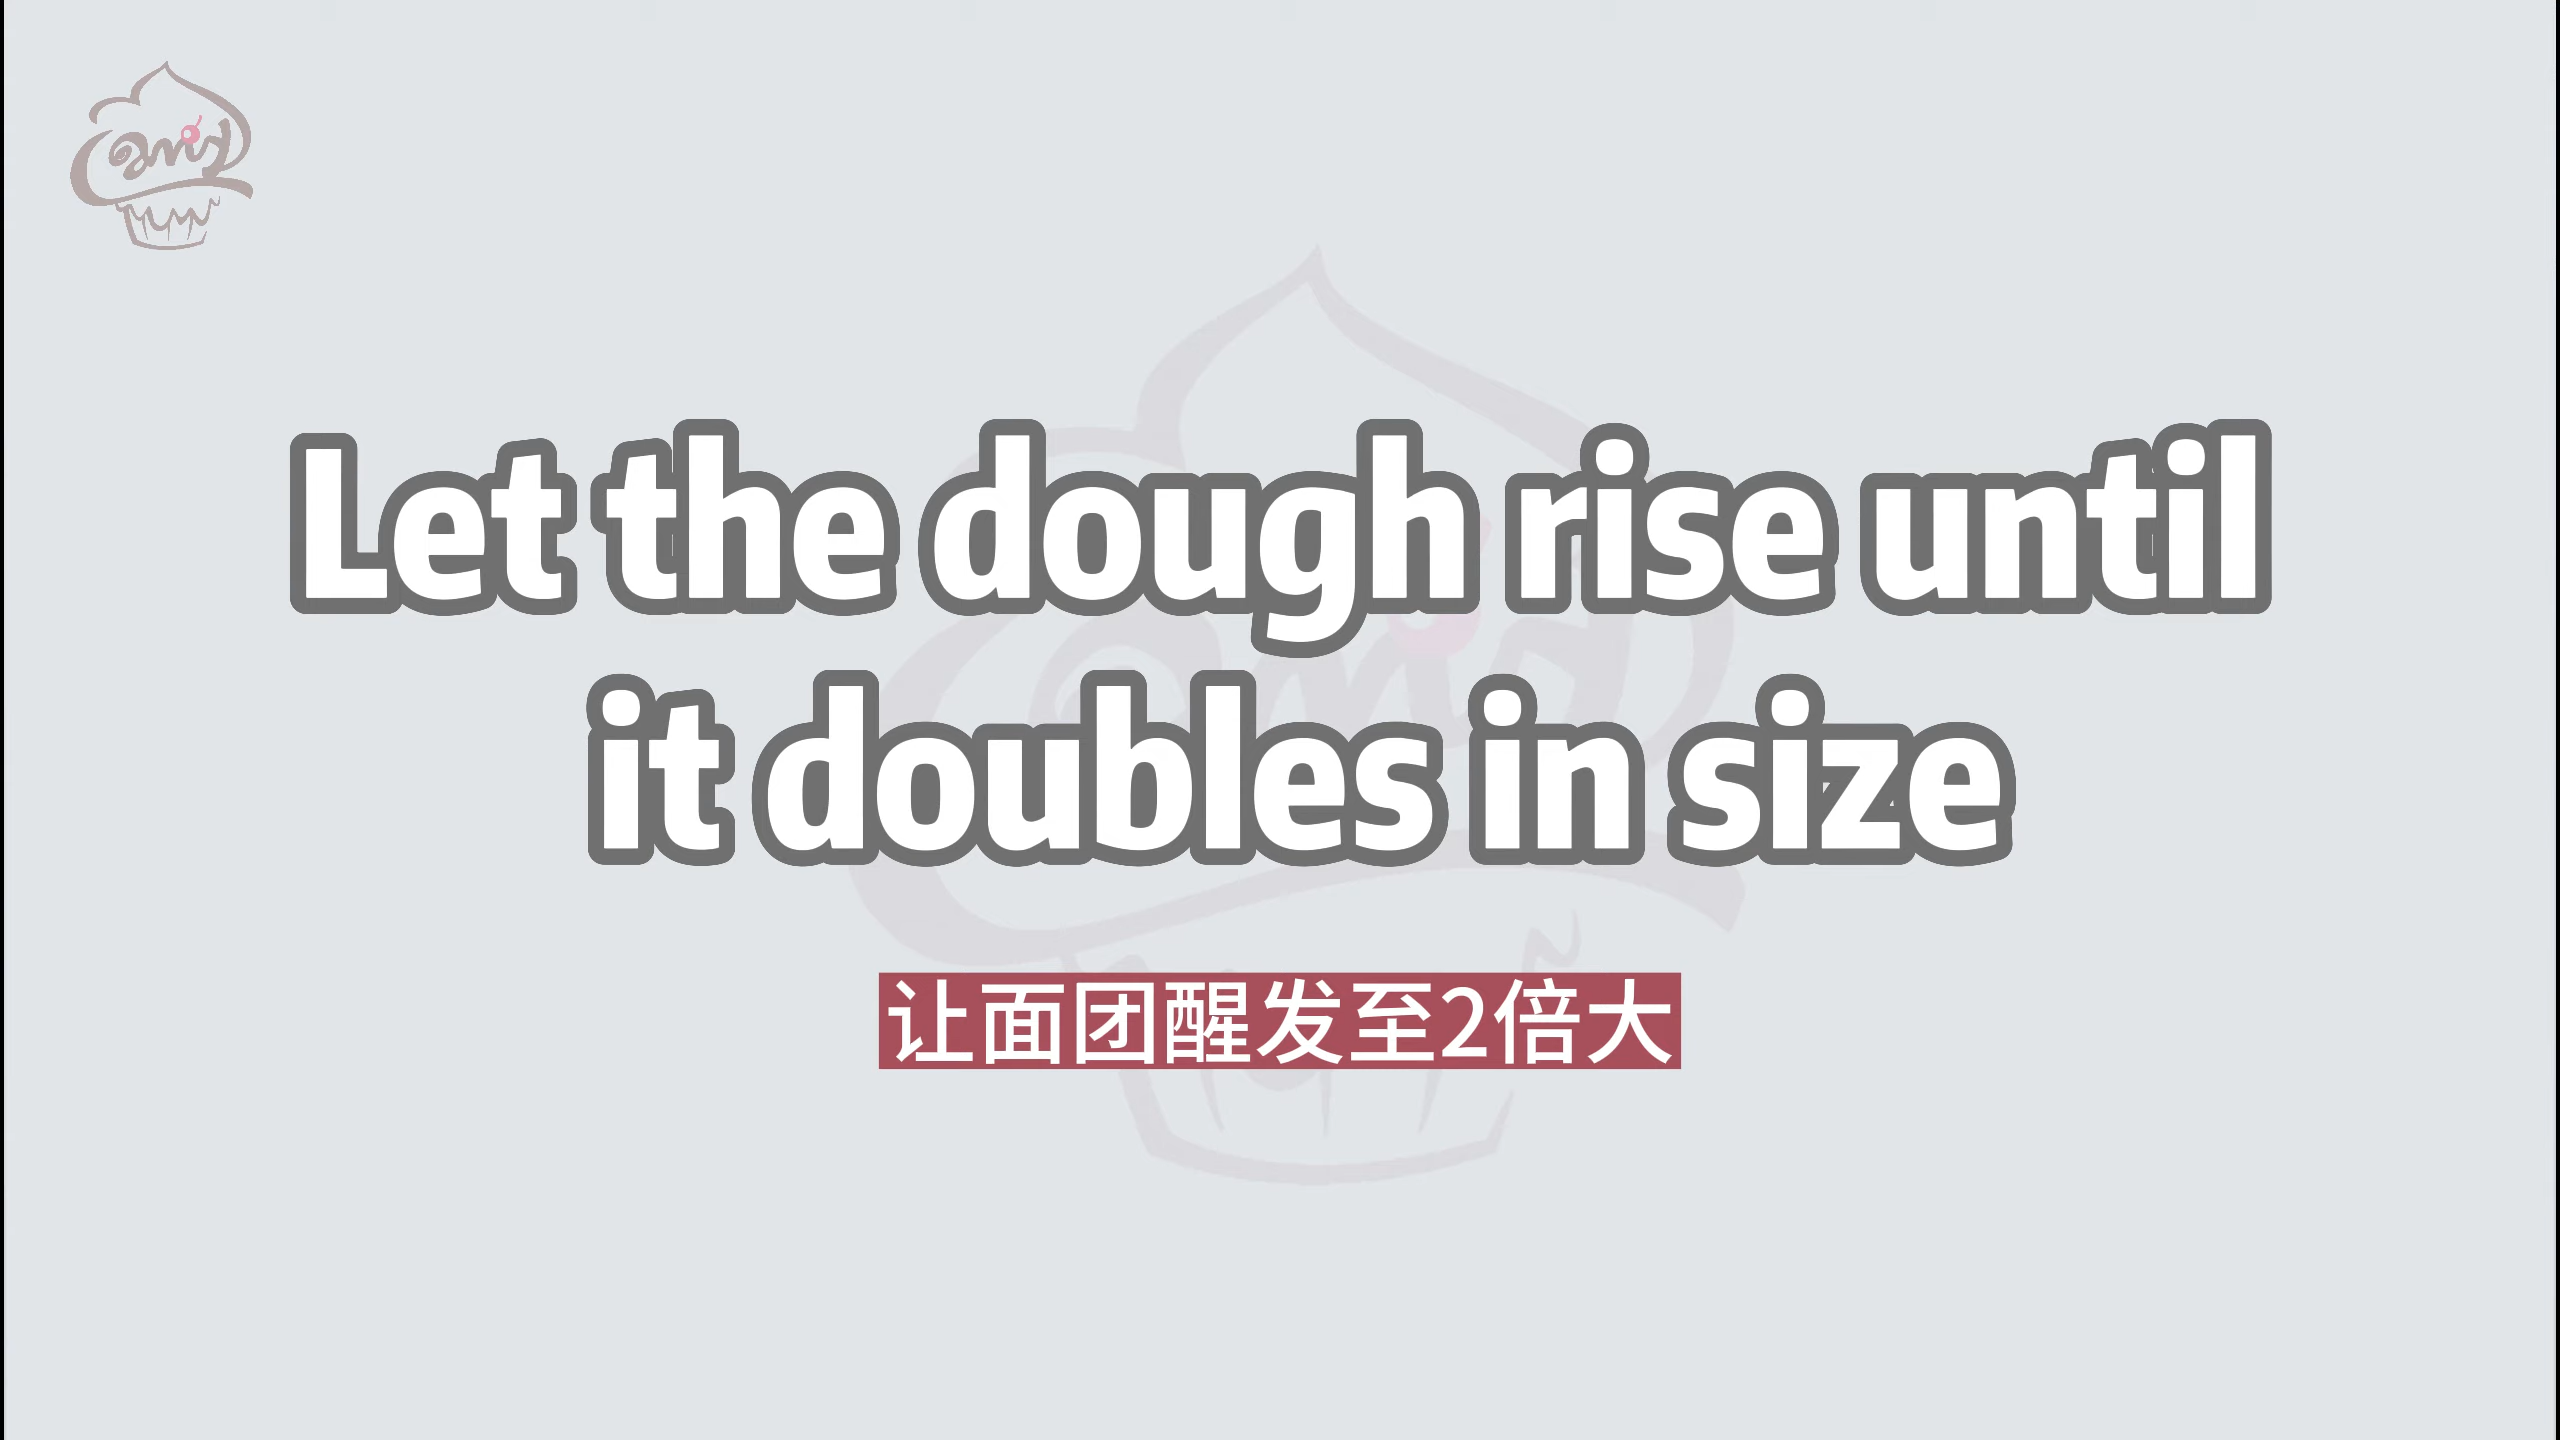 Let the dough rise until
it doubles in size
让面团醒发至2倍大